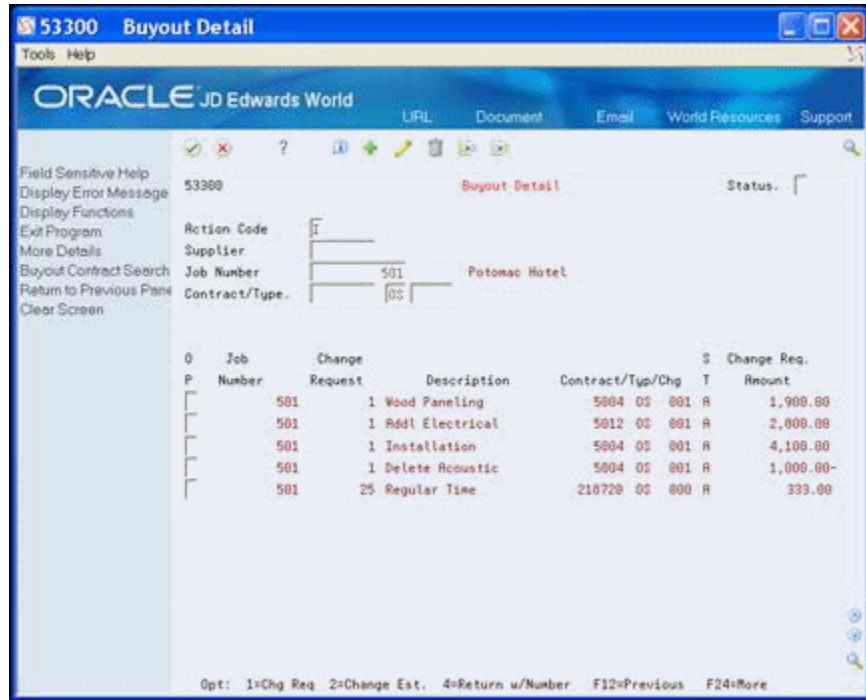 53300 Buyout Detail
Tools Help
ORACLE JD Edwards World
URL Document Email World Resources Support
?
Field Sensitive Help
Display Error Message
Display Functions
Exit Program
More Details
Buyout Contract Search
Return to Previous Pane
Clear Screen
53300 Buyout Detail Status.
Action Code I
Supplier
Job Number 501 Potomac Hotel
Contract/Type. OS
O Job Change S Change Req.
P Number Request Description Contract/Typ/Chg T Amount
501 1 Wood Paneling 5004 OS 001 A 1,900.00
501 1 Addl Electrical 5012 OS 001 A 2,800.00
501 1 Installation 5004 OS 001 A 4,100.00
501 1 Delete Acoustic 5004 OS 001 A 1,000.00-
501 25 Regular Time 218720 OS 000 A 333.00
Opt: 1=Chg Req 2=Change Est. 4=Return w/Number F12=Previous F24=More